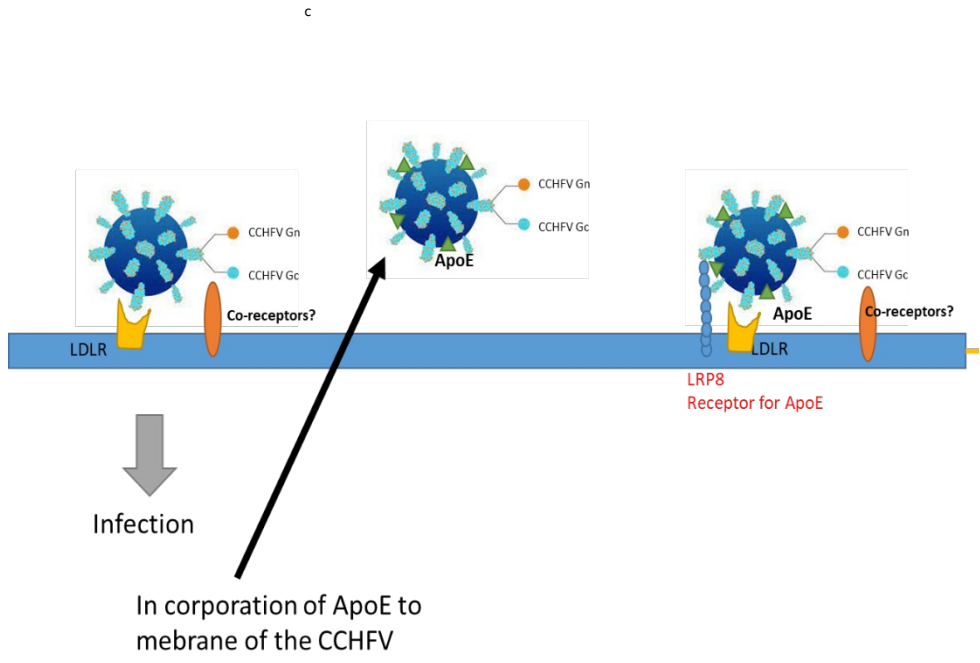 c
CCHFV Gn
CCHFV Gc
Co-receptors?
LDLR
Infection
CCHFV Gn
CCHFV Gc
ApoE
In corporation of ApoE to
mebrane of the CCHFV
CCHFV Gn
CCHFV Gc
ApoE
Co-receptors?
LDLR
LRP8
Receptor for ApoE